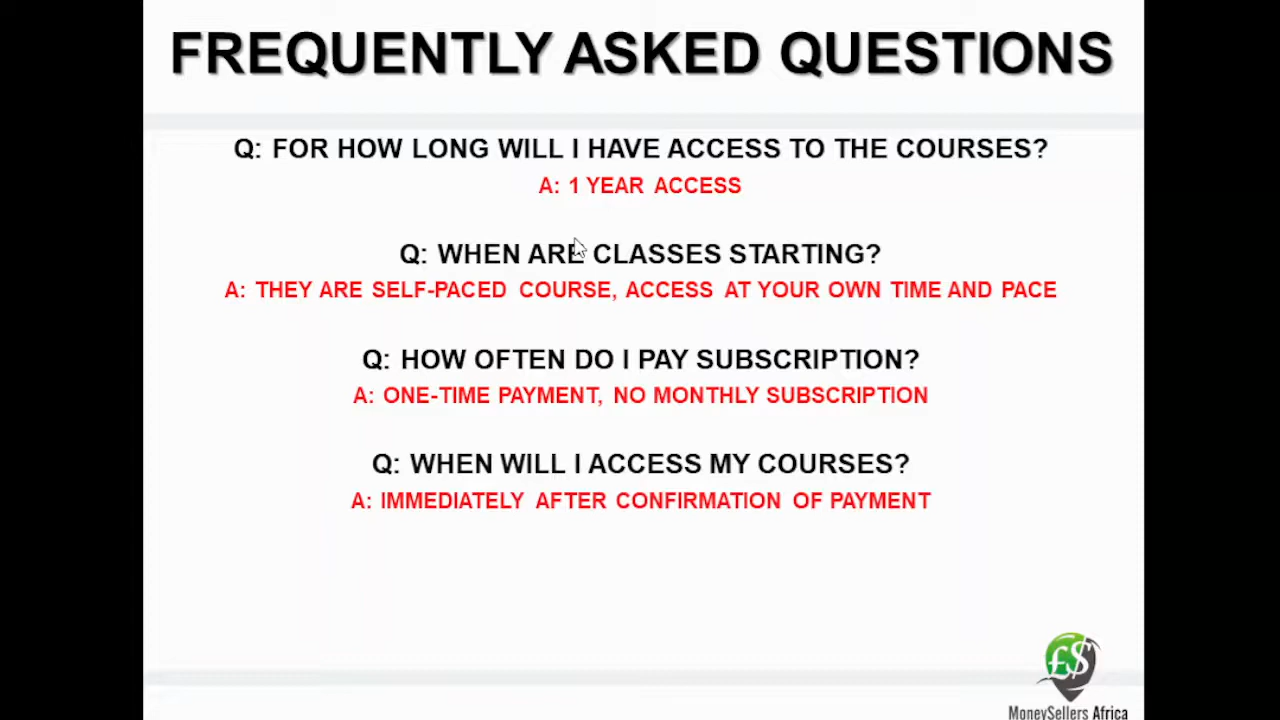 FREQUENTLY ASKED QUESTIONS
Q: FOR HOW LONG WILL I HAVE ACCESS TO THE COURSES?
A: 1 YEAR ACCESS
Q: WHEN ARE CLASSES STARTING?
A: THEY ARE SELF-PACED COURSE, ACCESS AT YOUR OWN TIME AND PACE
Q: HOW OFTEN DO I PAY SUBSCRIPTION?
A: ONE-TIME PAYMENT, NO MONTHLY SUBSCRIPTION
Q: WHEN WILL I ACCESS MY COURSES?
A: IMMEDIATELY AFTER CONFIRMATION OF PAYMENT
£$
MoneySellers Africa